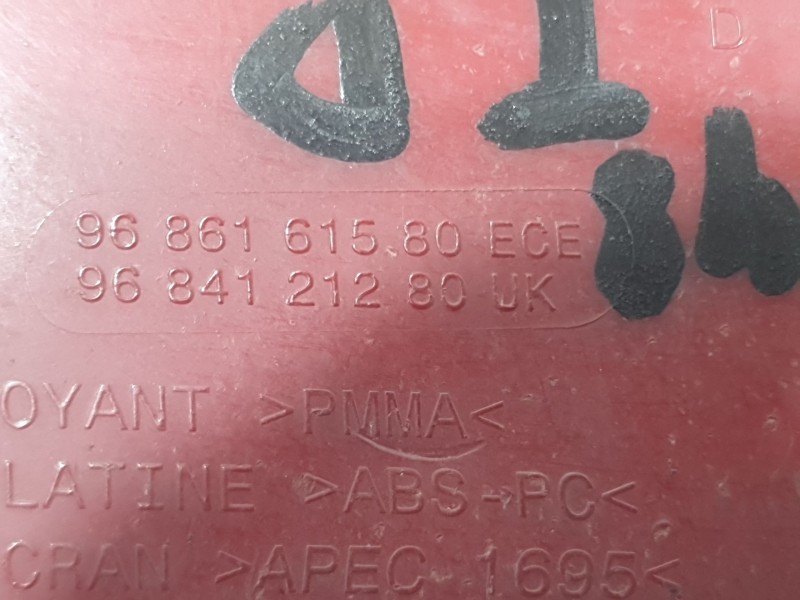 D
96 861 615 80 ECE
96 841 212 80 UK
OYANT >PMMA<
LATINE >ABS-PC<
CRAN >APEC 1695<